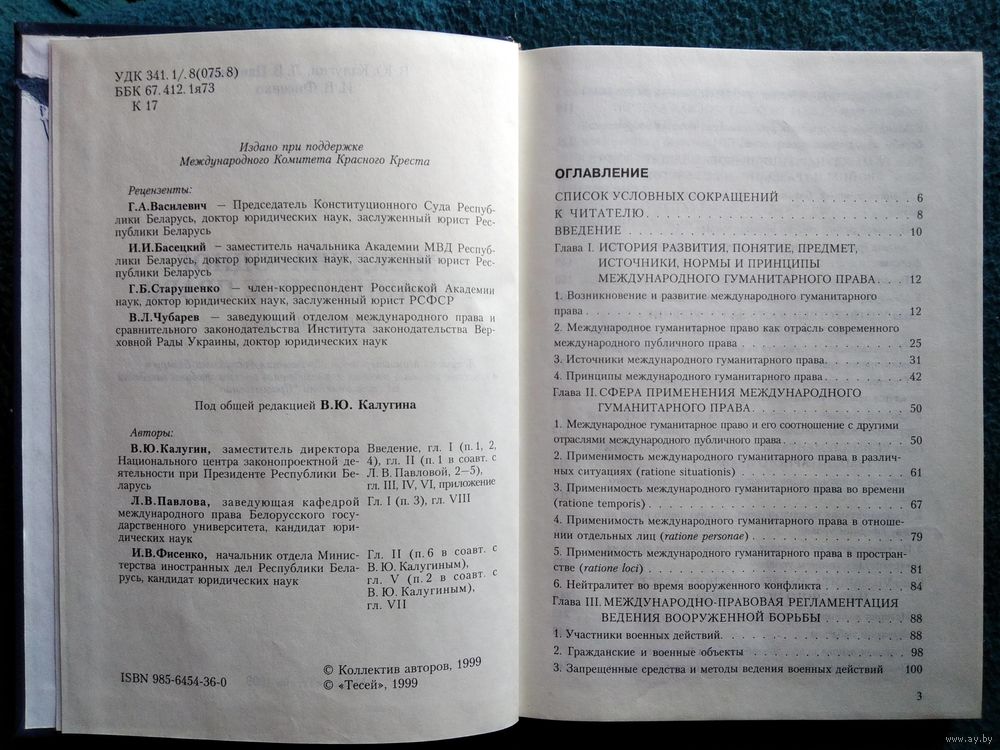 УДК 341. 1/. 8(075. 8)
ББК 67. 412. 1я73
К 17
Издано при поддержке
Международного Комитета Красного Креста
Рецензенты:
Г.А.Василевич — Председатель Конституционного Суда Респуб-
лики Беларусь, доктор юридических наук, заслуженный юрист Рес-
публики Беларусь
И.И.Басецкий — заместитель начальника Академии МВД Респуб-
лики Беларусь, доктор юридических наук, заслуженный юрист Рес-
публики Беларусь
Г.Б.Старушенко — член-корреспондент Российской Академии
наук, доктор юридических наук, заслуженный юрист РСФСР
В.Л.Чубарев — заведующий отделом международного права и
сравнительного законодательства Института законодательства Вер-
ховной Рады Украины, доктор юридических наук
Под общей редакцией В.Ю. Калугина
Авторы:
В.Ю.Калугин, заместитель директора
Национального центра законопроектной де-
ятельности при Президенте Республики Бе-
ларусь
Введение, гл. I (п. 1, 2,
4), гл. II (п. 1 в соавт. с
Л. В. Павловой, 2—5),
гл. III, IV, VI, приложение
Л.В.Павлова, заведующая кафедрой
международного права Белорусского госу-
дарственного университета, кандидат юри-
дических наук
Гл. I (п. 3), гл. VIII
И.В.Фисенко, начальник отдела Минис-
терства иностранных дел Республики Бела-
русь, кандидат юридических наук
Гл. II (п. 6 в соавт. с
В. Ю. Калугиным),
гл. V (п. 2 в соавт. с
В. Ю. Калугиным),
гл. VII
ISBN 985-6454-36-0
© Коллектив авторов, 1999
© «Тесей», 1999
ОГЛАВЛЕНИЕ
СПИСОК УСЛОВНЫХ СОКРАЩЕНИЙ . . . . . . . . . . 6
К ЧИТАТЕЛЮ. . . . . . . . . . . . . . . . . . . . 8
ВВЕДЕНИЕ . . . . . . . . . . . . . . . . . . . . 10
Глава I. ИСТОРИЯ РАЗВИТИЯ, ПОНЯТИЕ, ПРЕДМЕТ,
ИСТОЧНИКИ, НОРМЫ И ПРИНЦИПЫ
МЕЖДУНАРОДНОГО ГУМАНИТАРНОГО ПРАВА. . . 12
1. Возникновение и развитие международного гуманитарного
права. . . . . . . . . . . . . . . . . . . . 12
2. Международное гуманитарное право как отрасль современного
международного публичного права . . . . . . . . . . 25
3. Источники международного гуманитарного права. . . . . . 31
4. Принципы международного гуманитарного права. . . . . . 42
Глава II. СФЕРА ПРИМЕНЕНИЯ МЕЖДУНАРОДНОГО
ГУМАНИТАРНОГО ПРАВА. . . . . . . . . . 50
1. Международное гуманитарное право и его соотношение с другими
отраслями международного публичного права. . . . . . . . 50
2. Применимость международного гуманитарного права в различ-
ных ситуациях (ratione situationis) . . . . . . . . . . 61
3. Применимость международного гуманитарного права во времени
(ratione temporis) . . . . . . . . . . . . . . . . 67
4. Применимость международного гуманитарного права в отноше-
нии отдельных лиц (ratione personae) . . . . . . . . . . 79
5. Применимость международного гуманитарного права в простран-
стве (ratione loci) . . . . . . . . . . . . . . . . 81
6. Нейтралитет во время вооруженного конфликта . . . . . . 84
Глава III. МЕЖДУНАРОДНО-ПРАВОВАЯ РЕГЛАМЕНТАЦИЯ
ВЕДЕНИЯ ВООРУЖЕННОЙ БОРЬБЫ . . . . . . 88
1. Участники военных действий. . . . . . . . . . . . 88
2. Гражданские и военные объекты . . . . . . . . . . 98
3. Запрещенные средства и методы ведения военных действий 100
3
www.ay.by